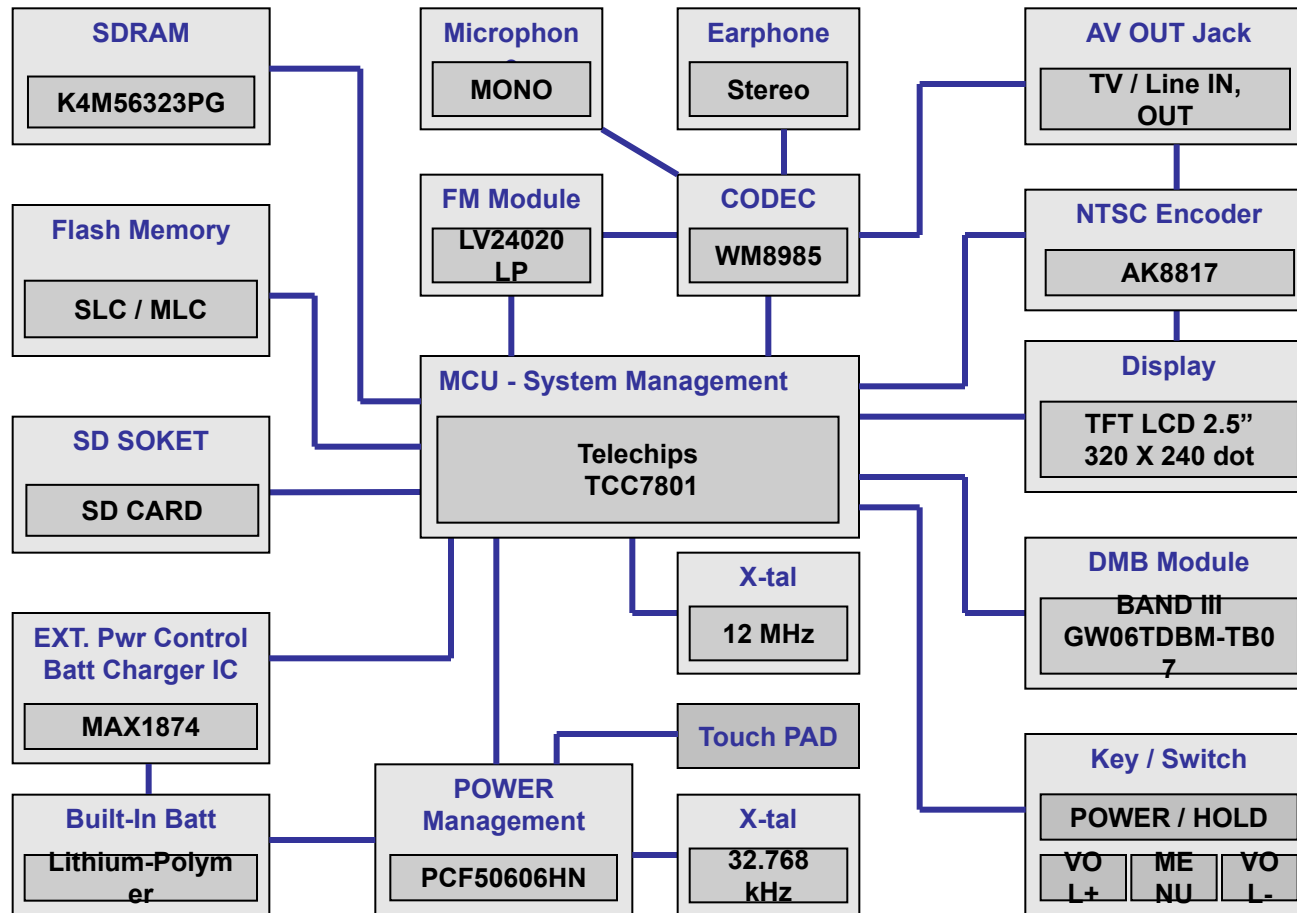 SDRAM
K4M56323PG
Microphon
MONO
Earphone
Stereo
AV OUT Jack
TV / Line IN,
OUT
Flash Memory
SLC / MLC
FM Module
LV24020
LP
CODEC
WM8985
NTSC Encoder
AK8817
MCU - System Management
Telechips
TCC7801
Display
TFT LCD 2.5”
320 X 240 dot
SD SOKET
SD CARD
X-tal
12 MHz
DMB Module
BAND III
GW06TDBM-TB0
7
EXT. Pwr Control
Batt Charger IC
MAX1874
Touch PAD
Key / Switch
POWER / HOLD
VO
L+
ME
NU
VO
L-
Built-In Batt
Lithium-Polym
er
POWER
Management
PCF50606HN
X-tal
32.768
kHz